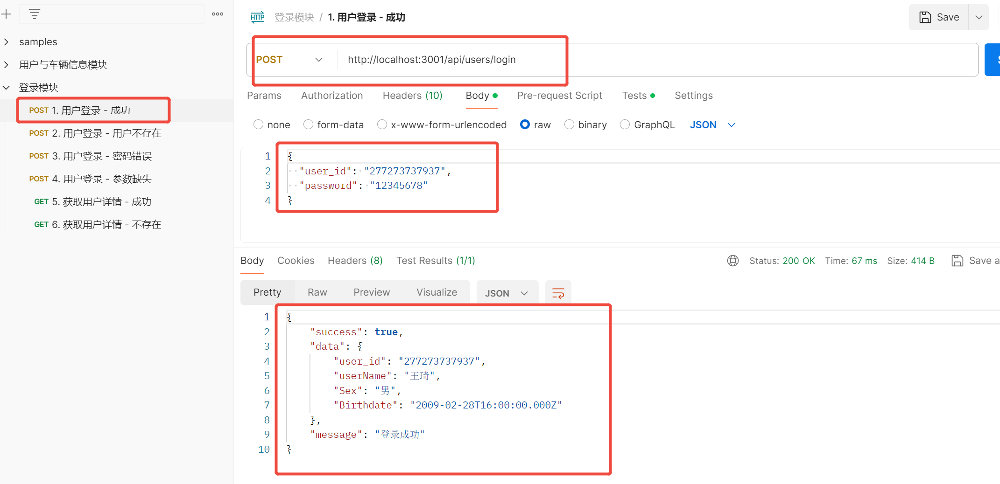 samples
用户与车辆信息模块
登录模块
POST 1. 用户登录 - 成功
POST 2. 用户登录 - 用户不存在
POST 3. 用户登录 - 密码错误
POST 4. 用户登录 - 参数缺失
GET 5. 获取用户详情 - 成功
GET 6. 获取用户详情 - 不存在
HTTP 登录模块 / 1. 用户登录 - 成功
Save
POST http://localhost:3001/api/users/login
Params Authorization Headers (10) Body Pre-request Script Tests Settings
none form-data x-www-form-urlencoded raw binary GraphQL JSON
1 {
2 "user_id": "277273737937",
3 "password": "12345678"
4 }
Body Cookies Headers (8) Test Results (1/1) Status: 200 OK Time: 67 ms Size: 414 B Save a
Pretty Raw Preview Visualize JSON
1 {
2 "success": true,
3 "data": {
4 "user_id": "277273737937",
5 "userName": "王琦",
6 "Sex": "男",
7 "Birthdate": "2009-02-28T16:00:00.000Z"
8 },
9 "message": "登录成功"
10 }